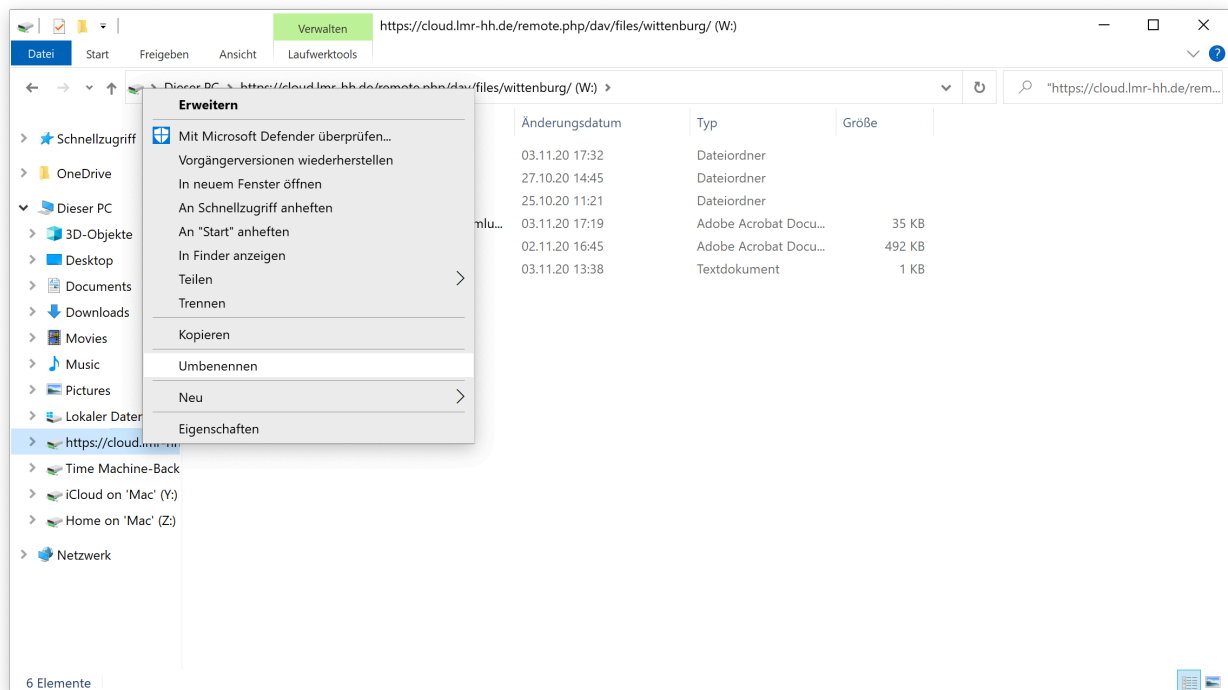 Verwalten https://cloud.lmr-hh.de/remote.php/dav/files/wittenburg/ (W:)
Datei Start Freigeben Ansicht Laufwerktools
Dieser PC https://cloud.lmr-hh.de/remote.php/dav/files/wittenburg/ (W:) "https://cloud.lmr-hh.de/rem...
Änderungsdatum Typ Größe
03.11.20 17:32 Dateiordner
27.10.20 14:45 Dateiordner
25.10.20 11:21 Dateiordner
mlu... 03.11.20 17:19 Adobe Acrobat Docu... 35 KB
02.11.20 16:45 Adobe Acrobat Docu... 492 KB
03.11.20 13:38 Textdokument 1 KB
Schnellzugriff
OneDrive
Dieser PC
3D-Objekte
Desktop
Documents
Downloads
Movies
Music
Pictures
Lokaler Daten
https://cloud.lmr-hh
Time Machine-Back
iCloud on 'Mac' (Y:)
Home on 'Mac' (Z:)
Netzwerk
Erweitern
Mit Microsoft Defender überprüfen...
Vorgängerversionen wiederherstellen
In neuem Fenster öffnen
An Schnellzugriff anheften
An "Start" anheften
In Finder anzeigen
Teilen
Trennen
Kopieren
Umbenennen
Neu
Eigenschaften
6 Elemente